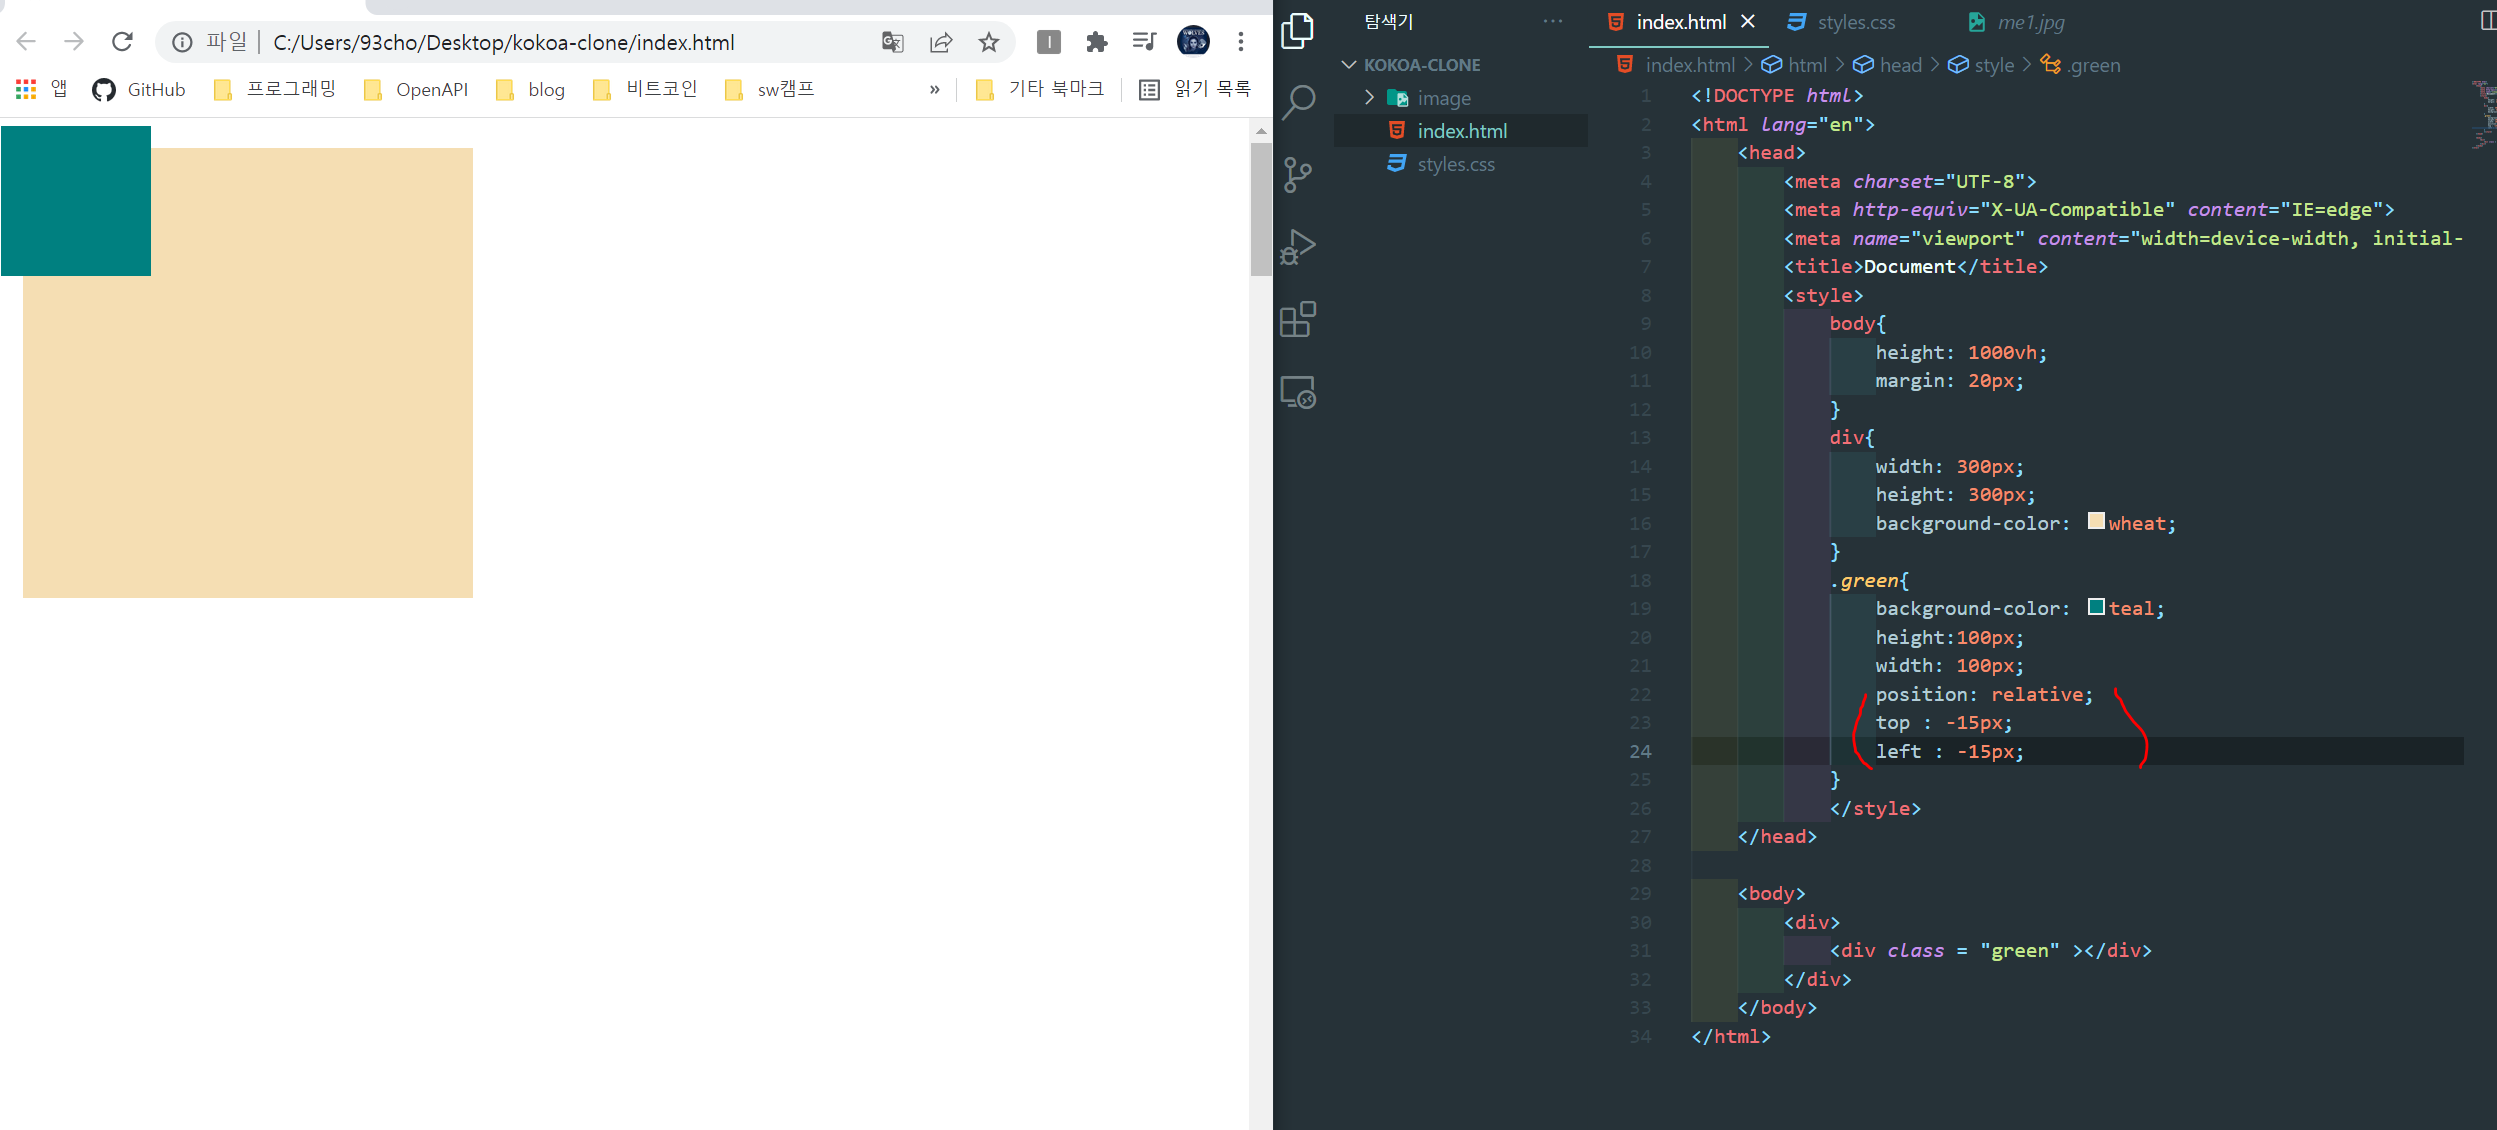 파일 C:/Users/93cho/Desktop/kokoa-clone/index.html
앱 GitHub 프로그래밍 OpenAPI blog 비트코인 sw캠프 » 기타 북마크 읽기 목록
탐색기 ···
KOKOA-CLONE
image
index.html
styles.css
index.html styles.css me1.jpg
index.html > html > head > style > .green
1 <!DOCTYPE html>
2 <html lang="en">
3 <head>
4 <meta charset="UTF-8">
5 <meta http-equiv="X-UA-Compatible" content="IE=edge">
6 <meta name="viewport" content="width=device-width, initial-
7 <title>Document</title>
8 <style>
9 body{
10 height: 1000vh;
11 margin: 20px;
12 }
13 div{
14 width: 300px;
15 height: 300px;
16 background-color: wheat;
17 }
18 .green{
19 background-color: teal;
20 height:100px;
21 width: 100px;
22 position: relative;
23 top : -15px;
24 left : -15px;
25 }
26 </style>
27 </head>
28
29 <body>
30 <div>
31 <div class = "green" ></div>
32 </div>
33 </body>
34 </html>